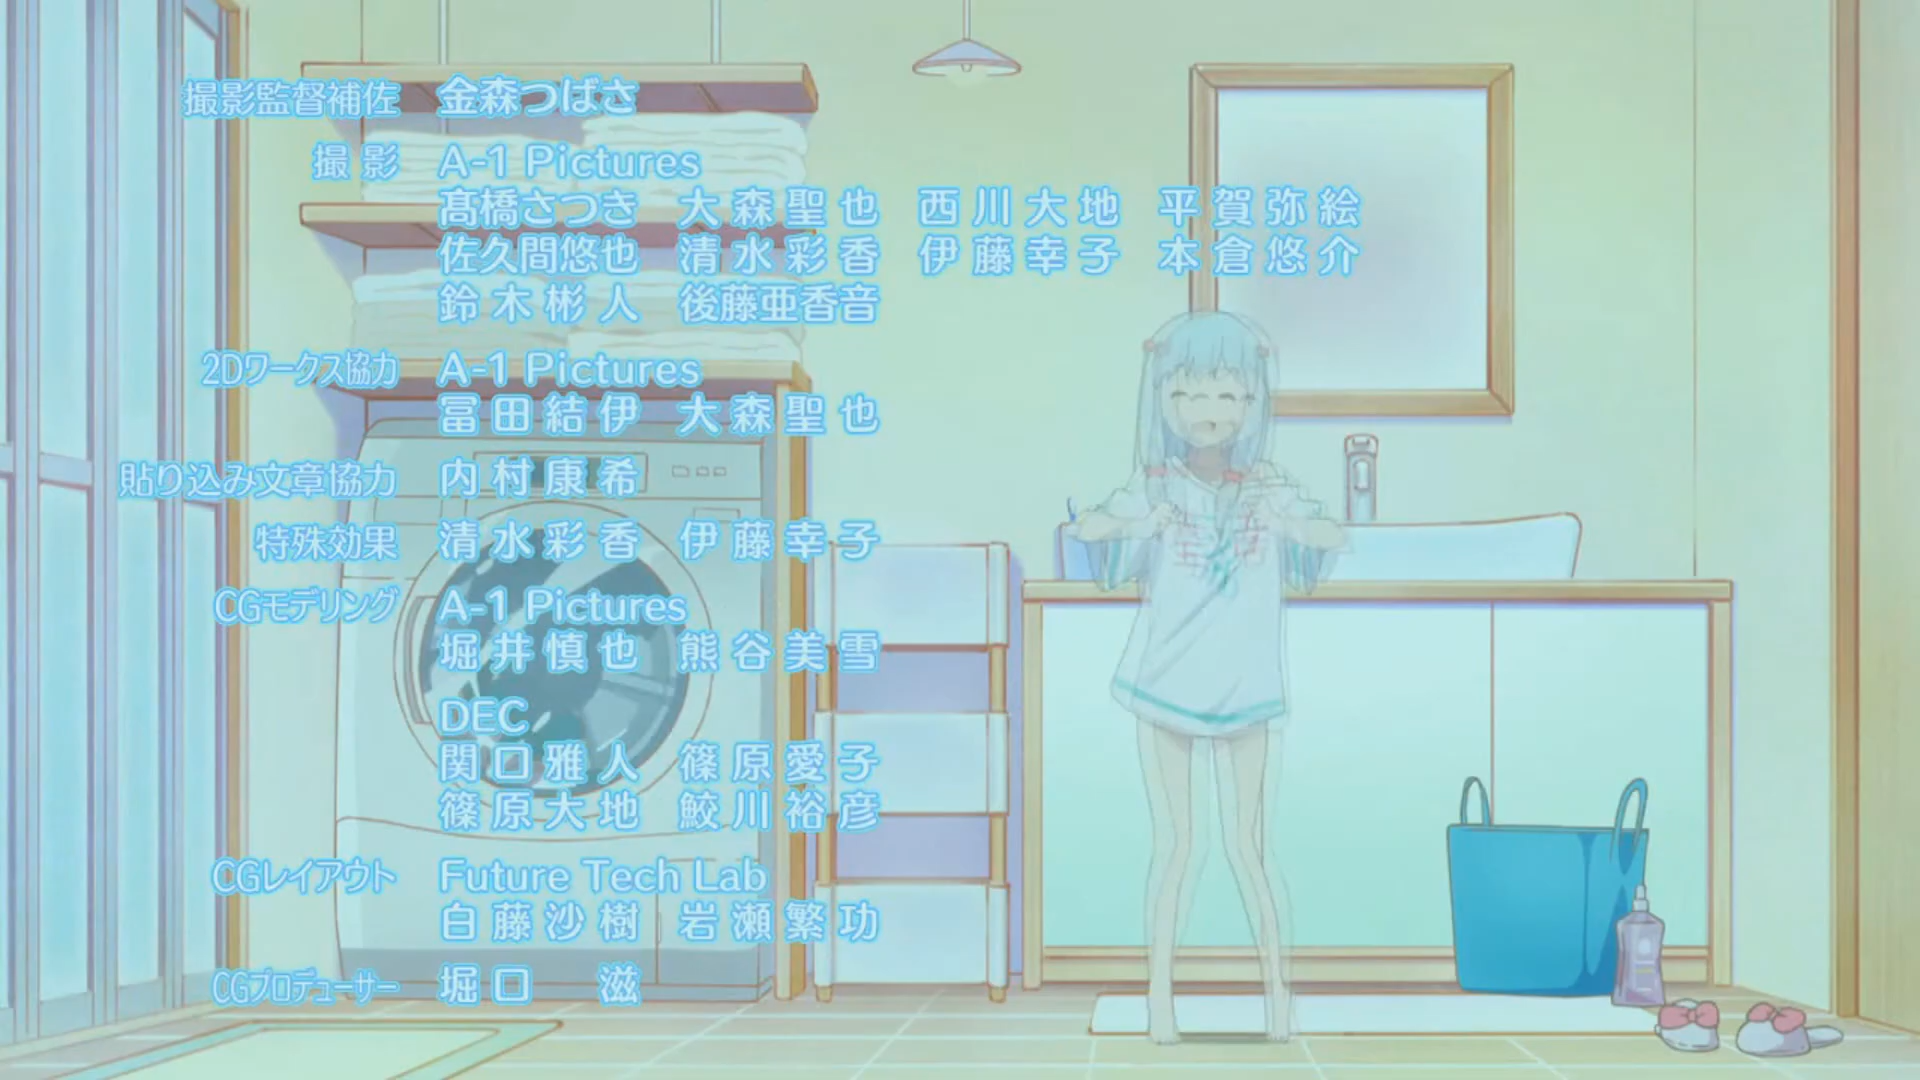 撮影監督補佐 金森つばさ
撮影 A-1 Pictures
髙橋さつき 大森聖也 西川大地 平賀弥絵
佐久間悠也 清水彩香 伊藤幸子 本倉悠介
鈴木彬人 後藤亜香音
2Dワークス協力 A-1 Pictures
冨田結伊 大森聖也
貼り込み文章協力 内村康希
特殊効果 清水彩香 伊藤幸子
CGモデリング A-1 Pictures
堀井慎也 熊谷美雪
DEC
関口雅人 篠原愛子
篠原大地 鮫川裕彦
CGレイアウト Future Tech Lab
白藤沙樹 岩瀬繁功
CGプロデューサー 堀口 滋